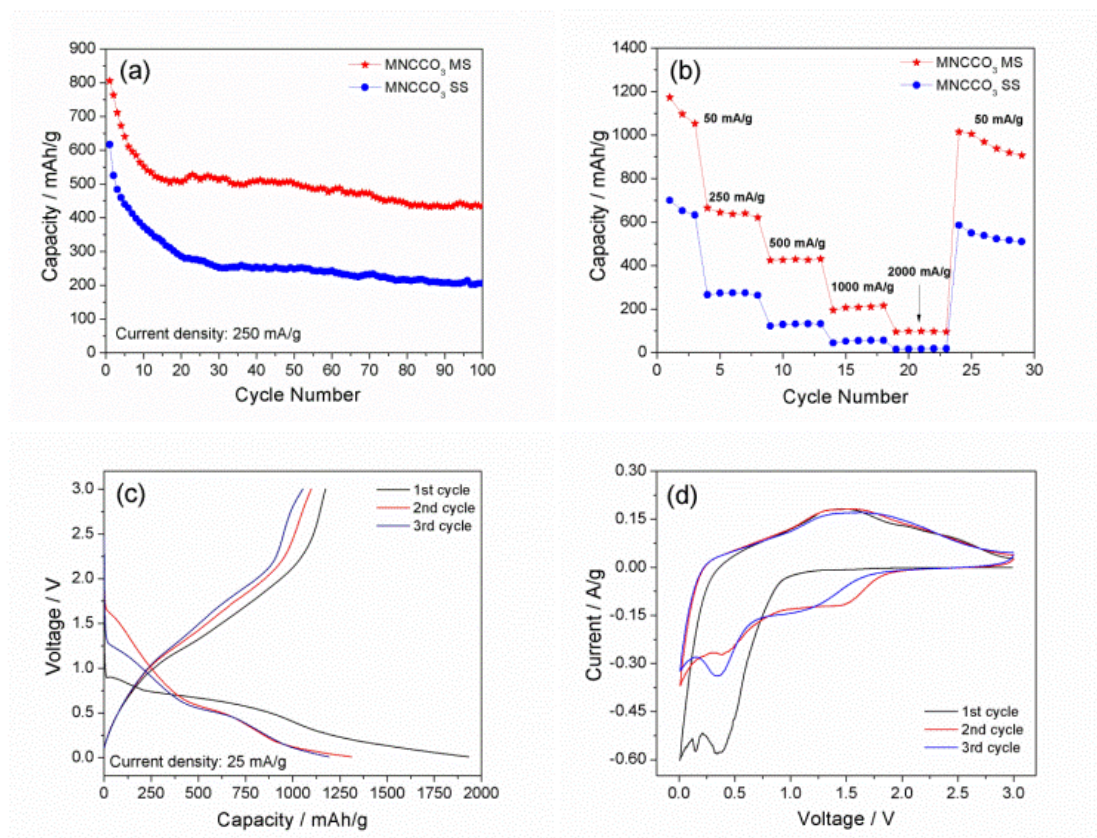 (a)
MNCCO₃ MS
MNCCO₃ SS
Capacity / mAh/g
900
800
700
600
500
400
300
200
100
0
Current density: 250 mA/g
0 10 20 30 40 50 60 70 80 90 100
Cycle Number
(b)
MNCCO₃ MS
MNCCO₃ SS
Capacity / mAh/g
1400
1200
1000
800
600
400
200
0
50 mA/g
250 mA/g
500 mA/g
1000 mA/g
2000 mA/g
50 mA/g
0 5 10 15 20 25 30
Cycle Number
(c)
1st cycle
2nd cycle
3rd cycle
Voltage / V
3.0
2.5
2.0
1.5
1.0
0.5
0.0
Current density: 25 mA/g
0 250 500 750 1000 1250 1500 1750 2000
Capacity / mAh/g
(d)
Current / A/g
0.30
0.15
0.00
-0.15
-0.30
-0.45
-0.60
1st cycle
2nd cycle
3rd cycle
0.0 0.5 1.0 1.5 2.0 2.5 3.0
Voltage / V